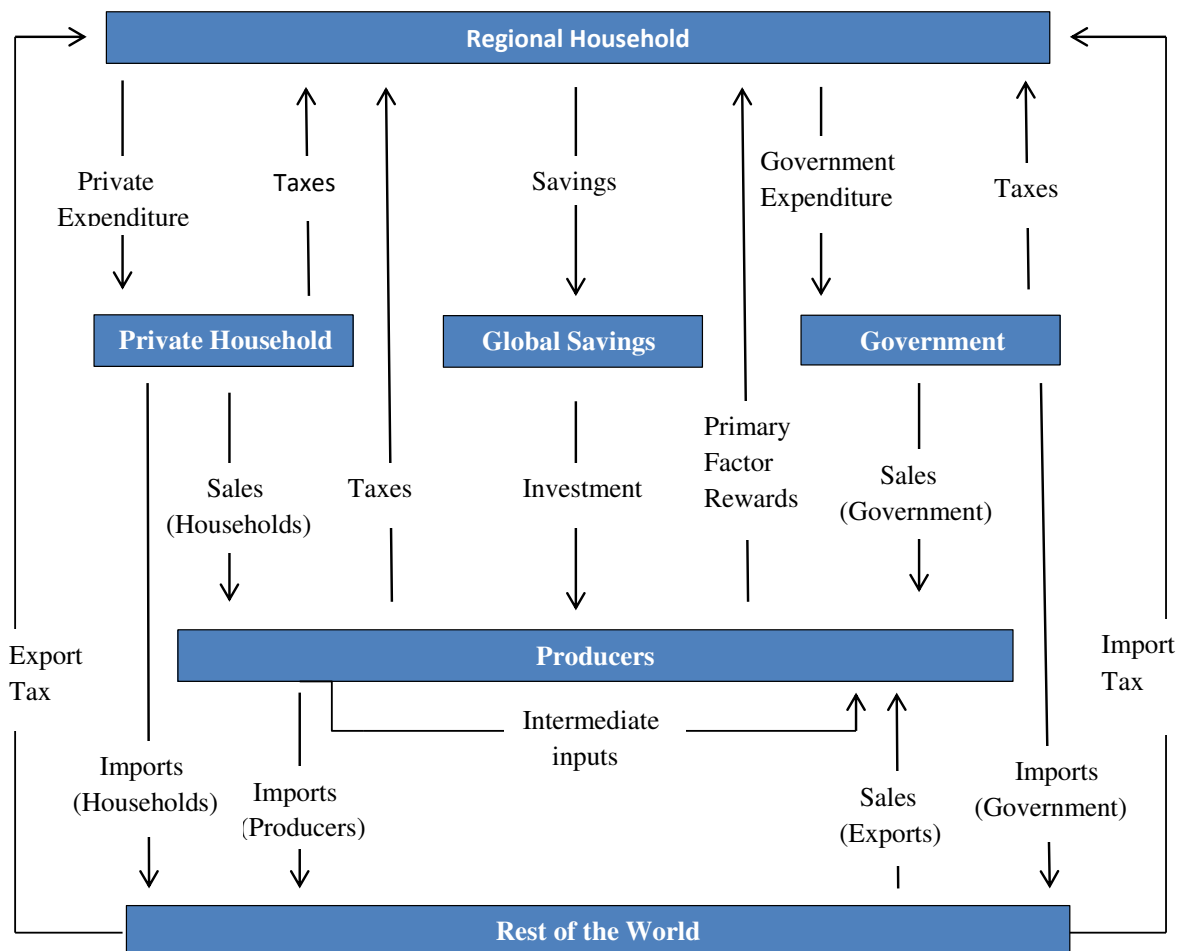 Regional Household
Private
Expenditure
Taxes
Savings
Government
Expenditure
Taxes
Private Household
Global Savings
Government
Sales
(Households)
Taxes
Investment
Primary
Factor
Rewards
Sales
(Government)
Producers
Export
Tax
Import
Tax
Intermediate
inputs
Imports
(Households)
Imports
(Producers)
Sales
(Exports)
Imports
(Government)
Rest of the World